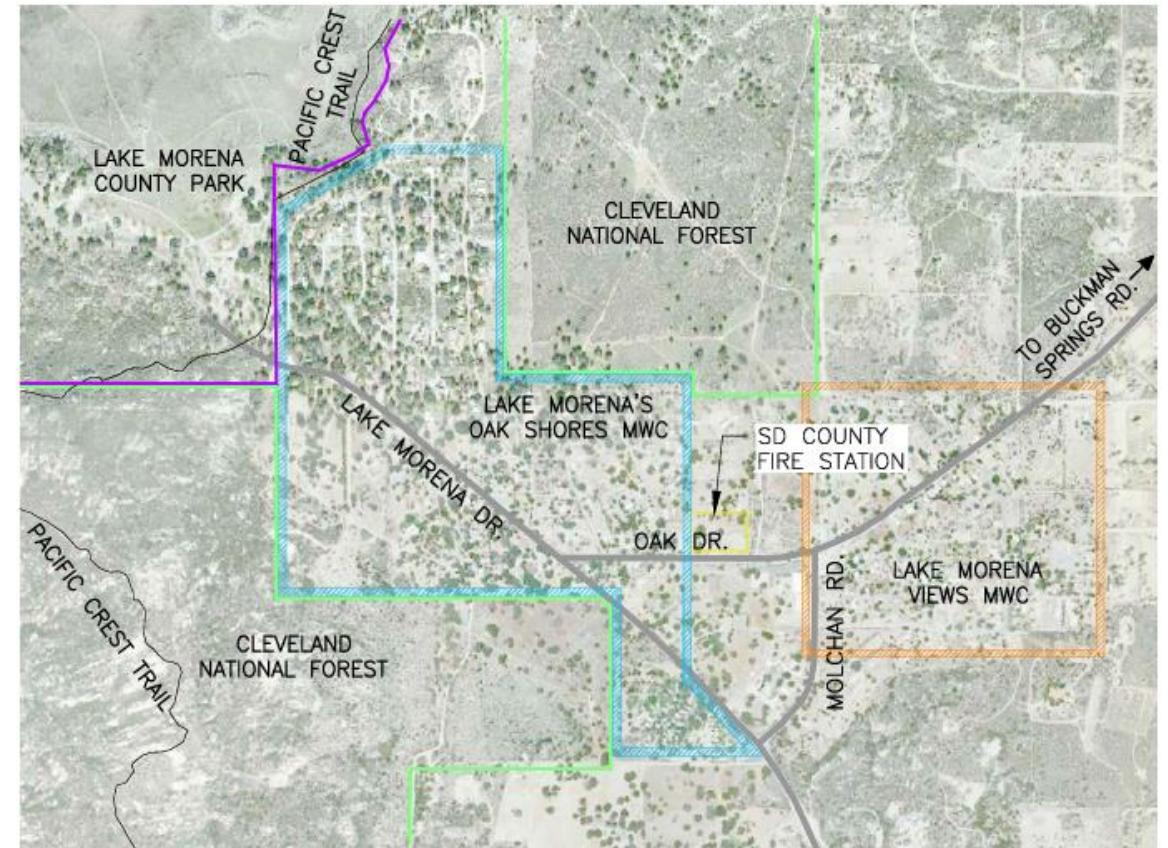 PACIFIC CREST
TRAIL
LAKE MORENA
COUNTY PARK
CLEVELAND
NATIONAL FOREST
TO BUCKMAN
SPRINGS RD.
LAKE MORENA DR.
LAKE MORENA'S
OAK SHORES MWC
SD COUNTY
FIRE STATION
OAK DR.
MOLCHAN RD.
LAKE MORENA
VIEWS MWC
PACIFIC CREST TRAIL
CLEVELAND
NATIONAL FOREST